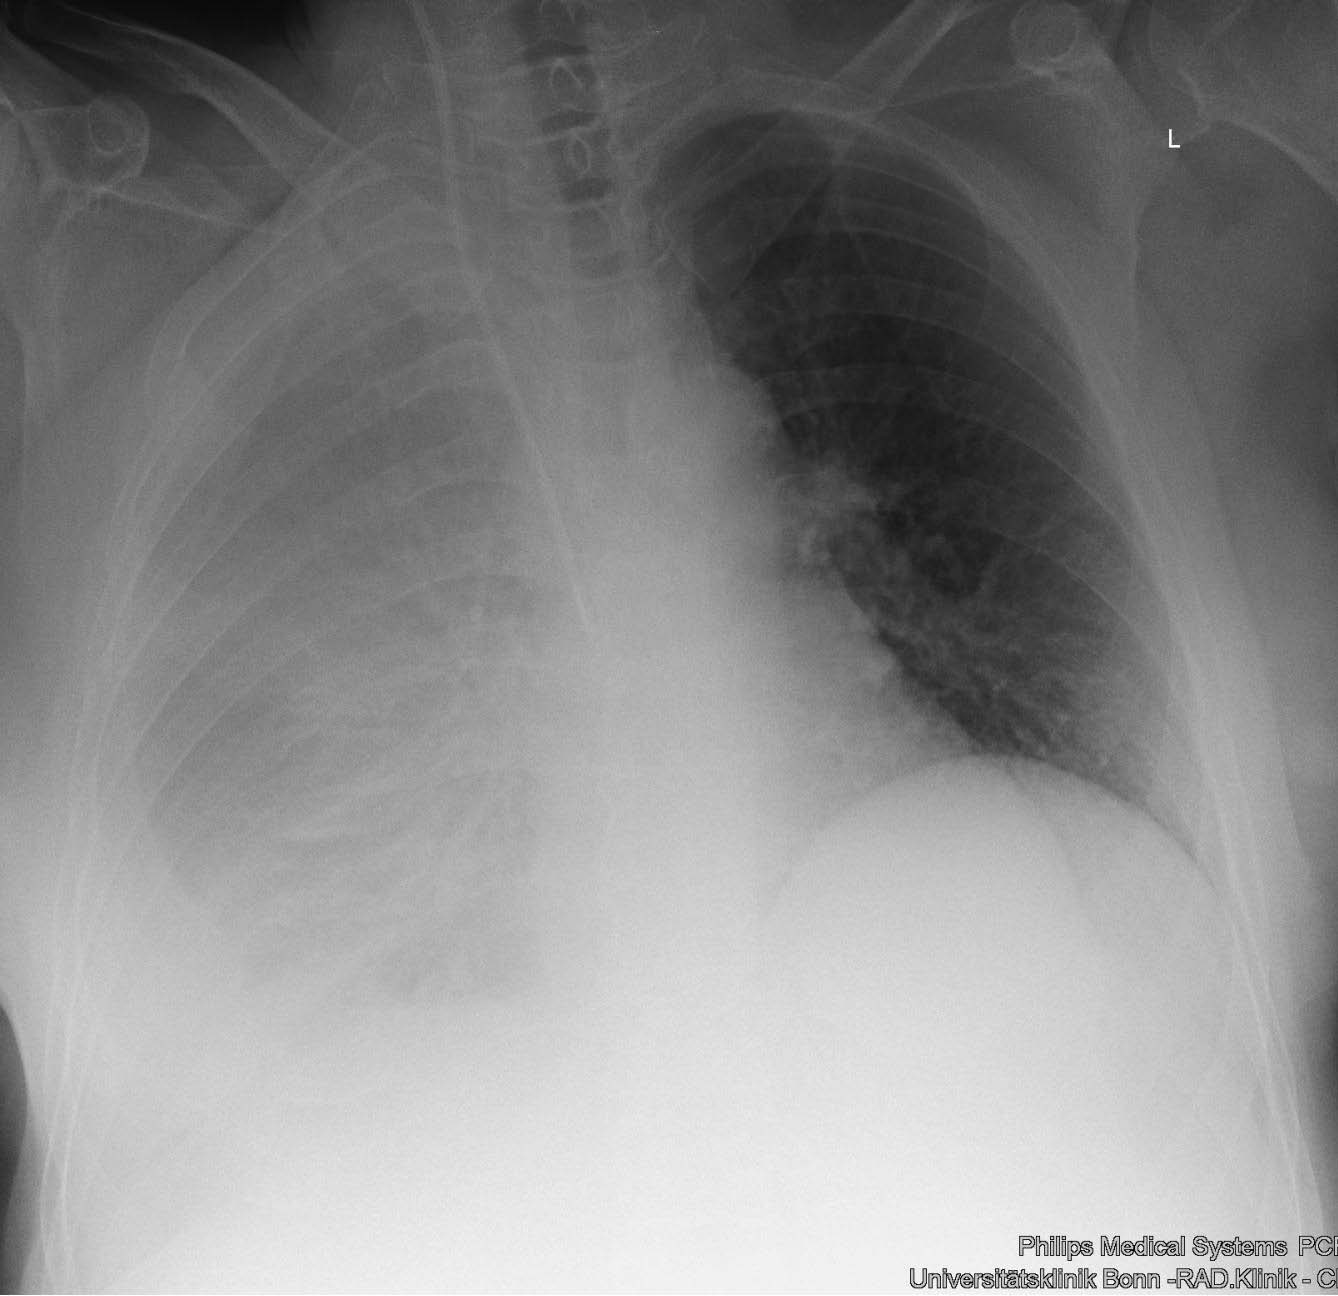 L
Philips Medical Systems
Universitätsklinik Bonn -RAD.Klinik -